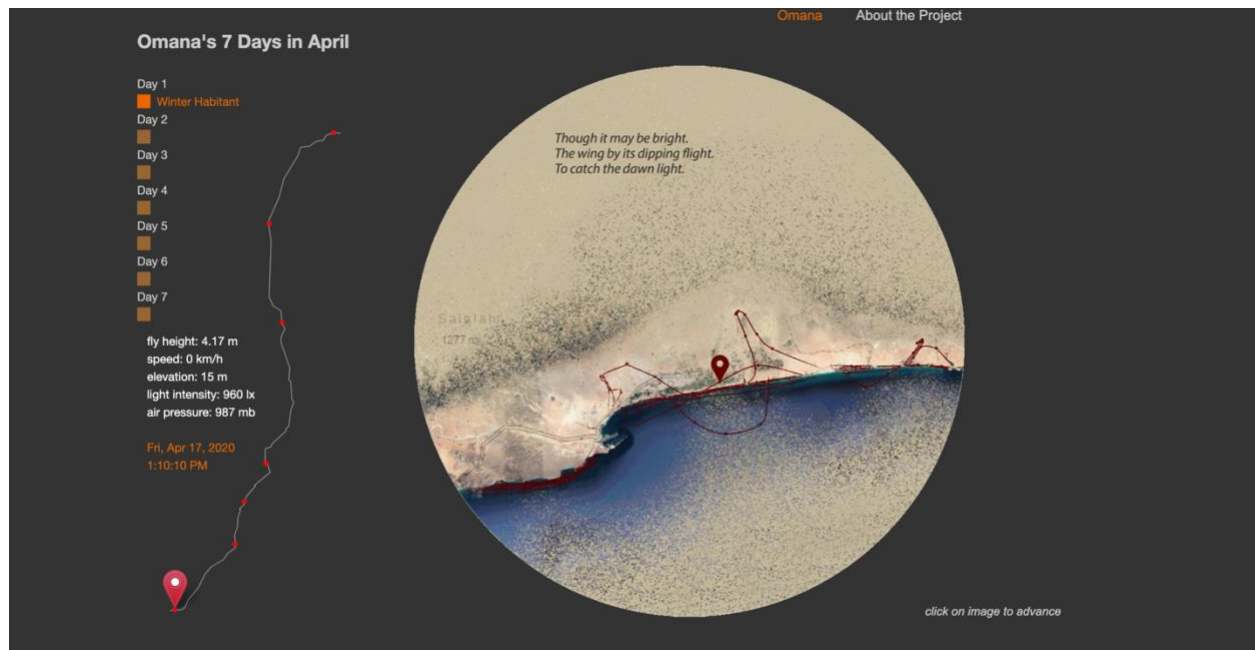 Omana About the Project
Omana's 7 Days in April
Day 1
Winter Habitant
Day 2
Day 3
Day 4
Day 5
Day 6
Day 7
fly height: 4.17 m
speed: 0 km/h
elevation: 15 m
light intensity: 960 lx
air pressure: 987 mb
Fri, Apr 17, 2020
1:10:10 PM
Though it may be bright.
The wing by its dipping flight.
To catch the dawn light.
Salalah
1277 m
click on image to advance